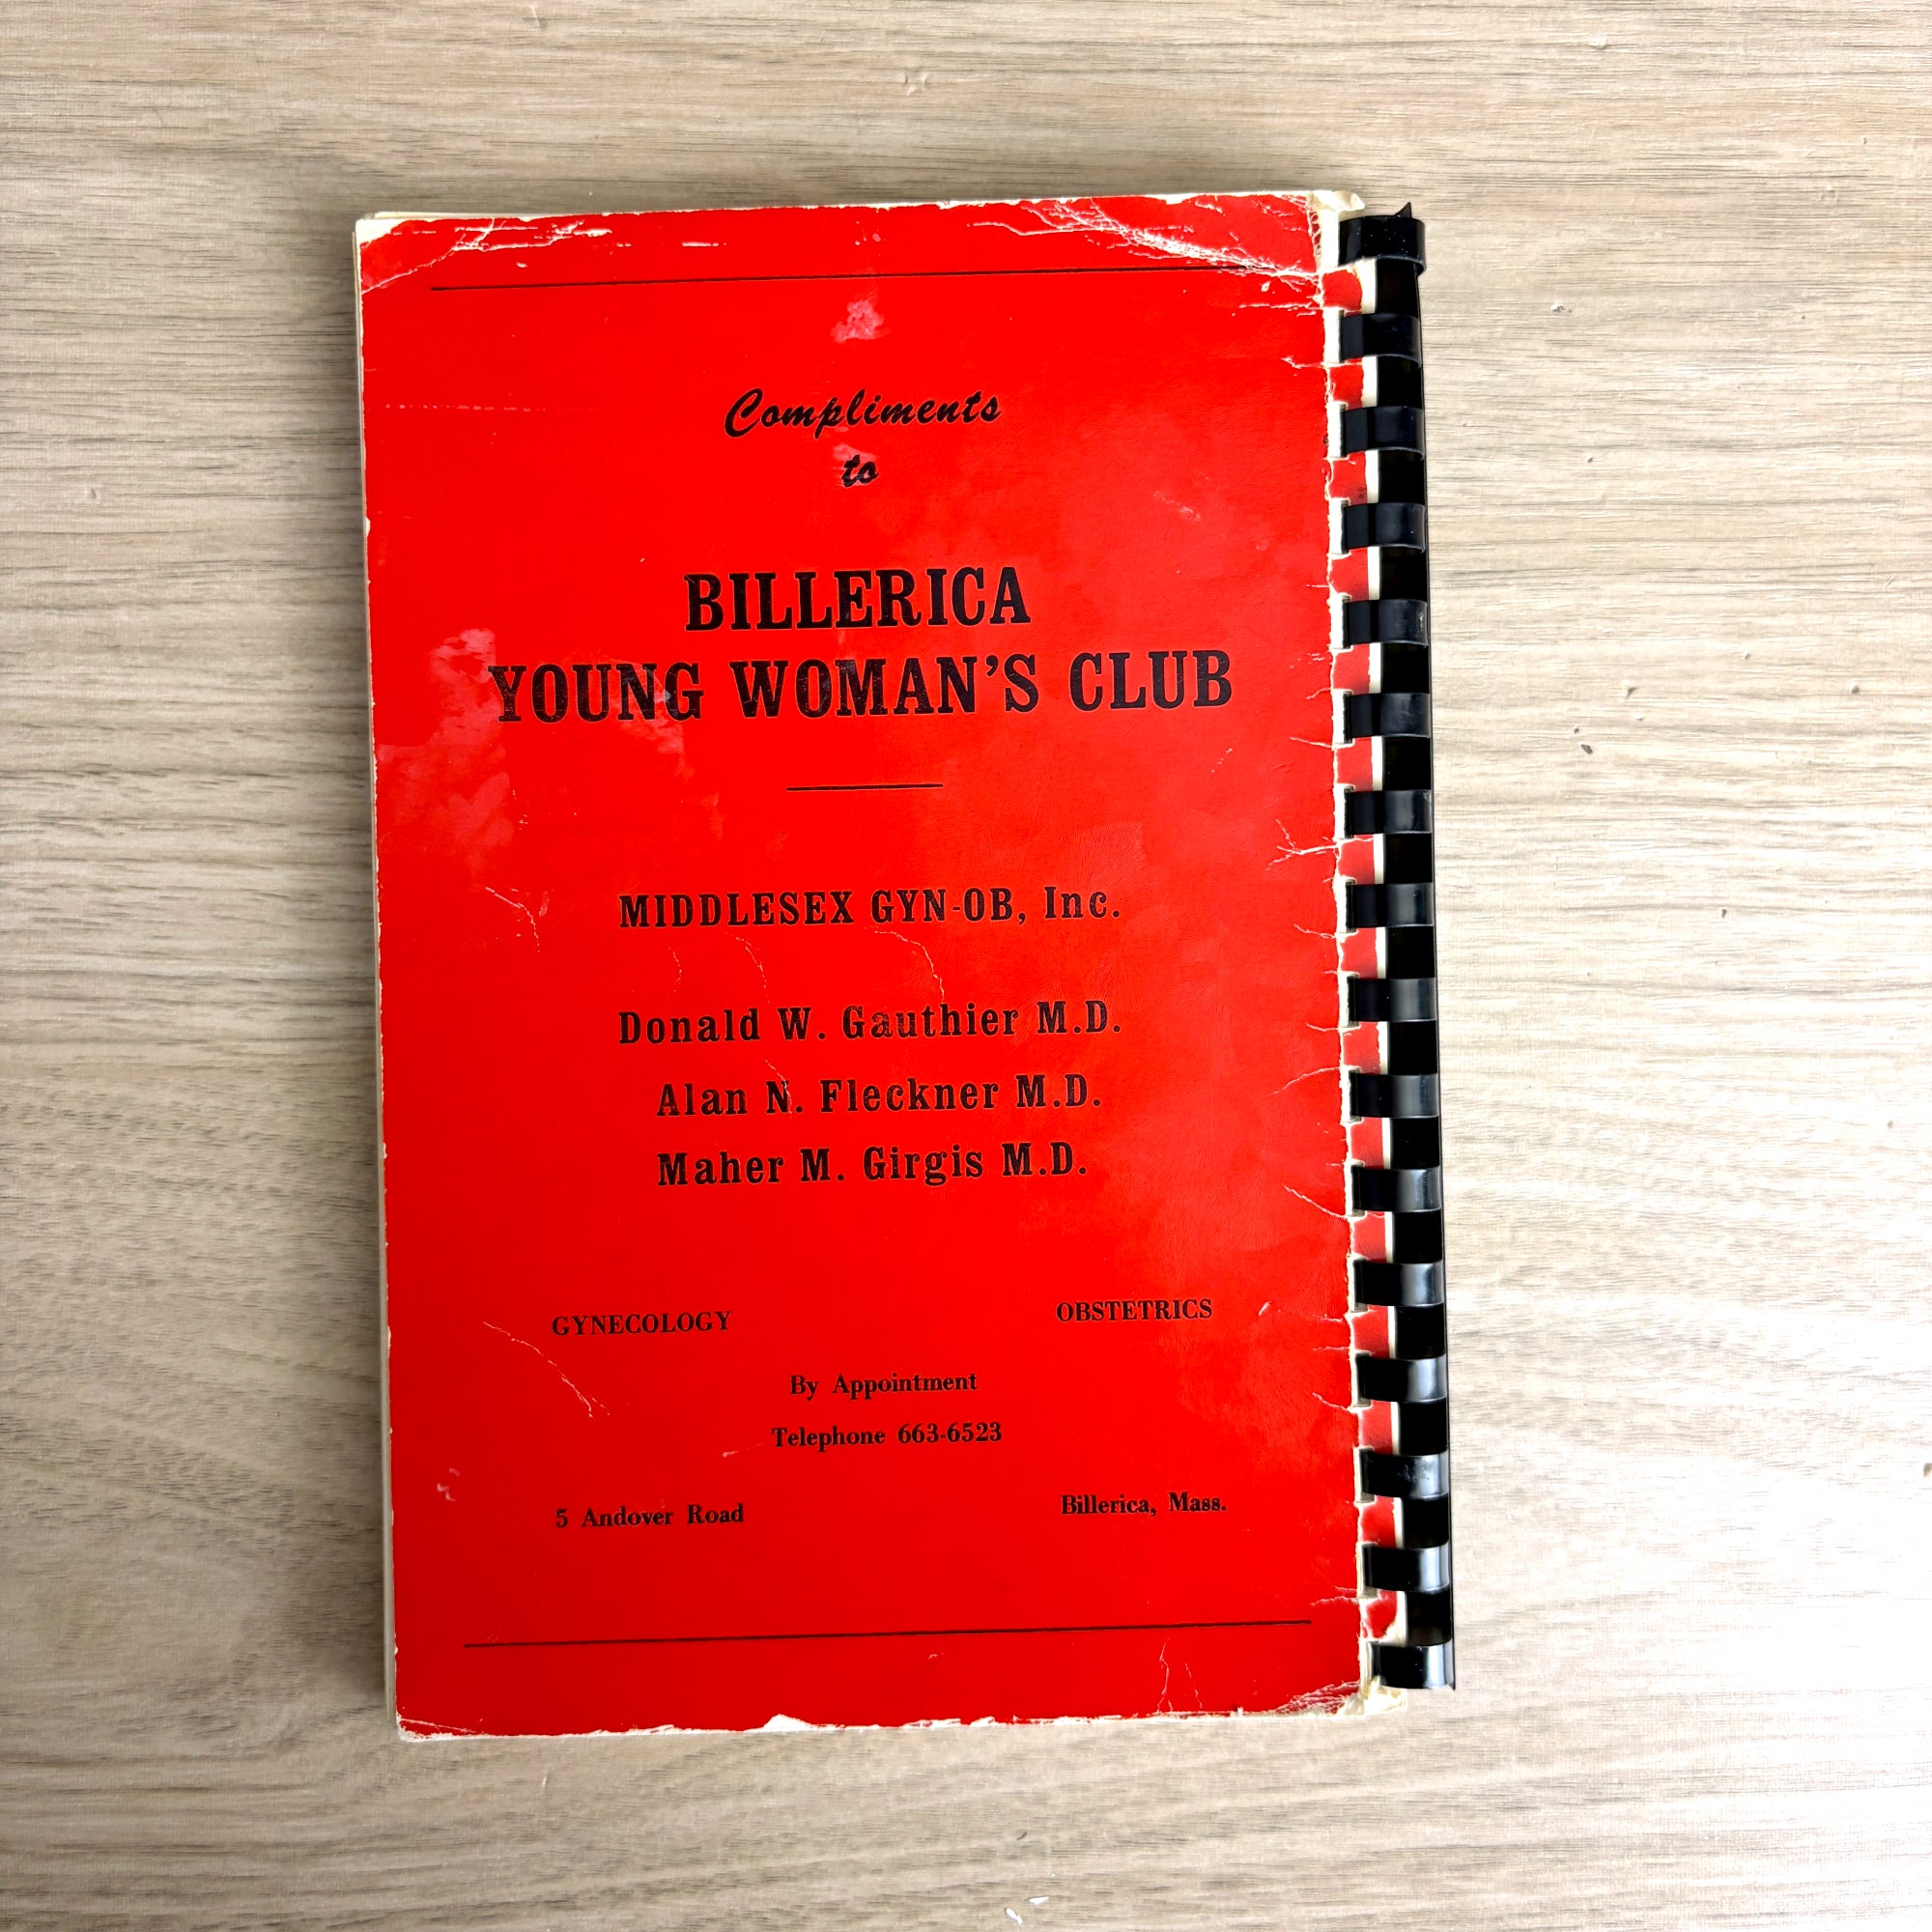 Compliments
to
BILLERICA
YOUNG WOMAN'S CLUB
MIDDLESEX GYN-OB, Inc.
Donald W. Gauthier M.D.
Alan N. Fleckner M.D.
Maher M. Girgis M.D.
GYNECOLOGY OBSTETRICS
By Appointment
Telephone 663-6523
5 Andover Road Billerica, Mass.